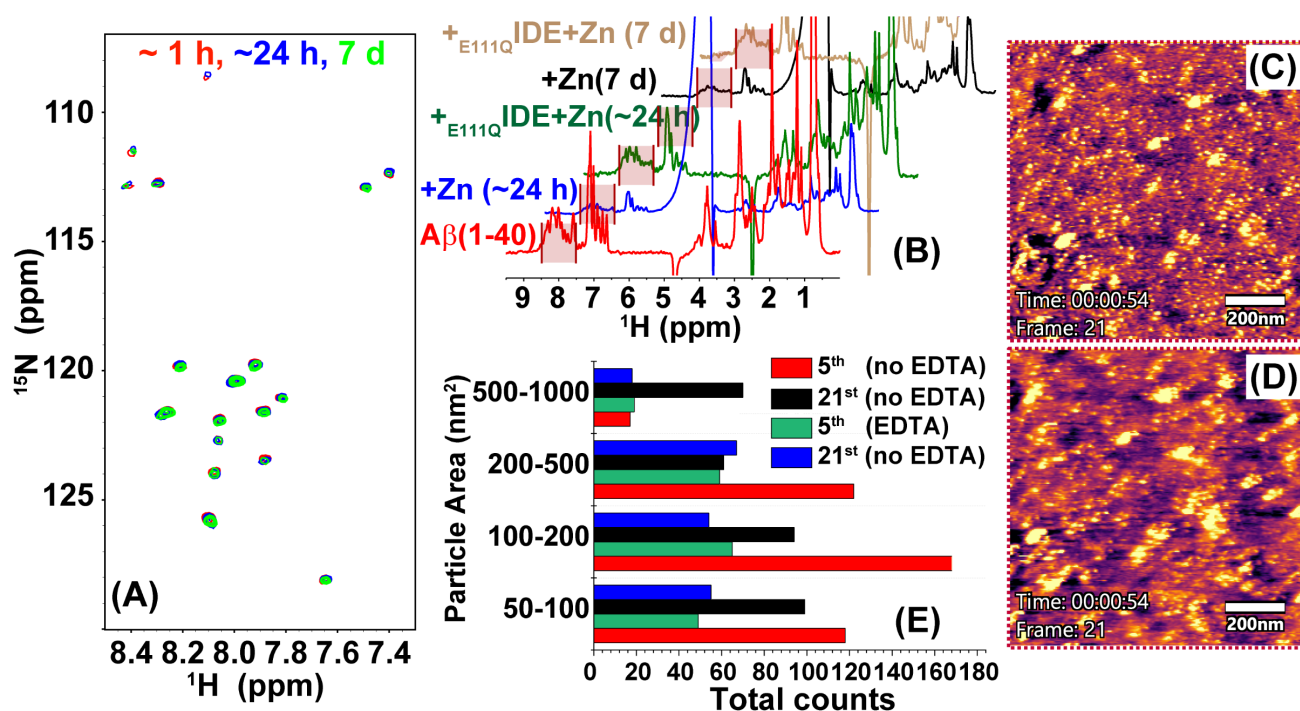 ~ 1 h, ~24 h, 7 d
110
115
120
125
¹⁵N (ppm)
(A)
8.4 8.2 8.0 7.8 7.6 7.4
¹H (ppm)
+E111QIDE+Zn (7 d)
+Zn(7 d)
+E111QIDE+Zn(~24 h)
+Zn (~24 h)
Aβ(1-40)
(B)
9 8 7 6 5 4 3 2 1
¹H (ppm)
5th (no EDTA)
21st (no EDTA)
5th (EDTA)
21st (no EDTA)
500-1000
200-500
100-200
50-100
Particle Area (nm²)
(E)
0 20 40 60 80 100 120 140 160 180
Total counts
(C)
Time: 00:00:54
Frame: 21
200nm
(D)
Time: 00:00:54
Frame: 21
200nm